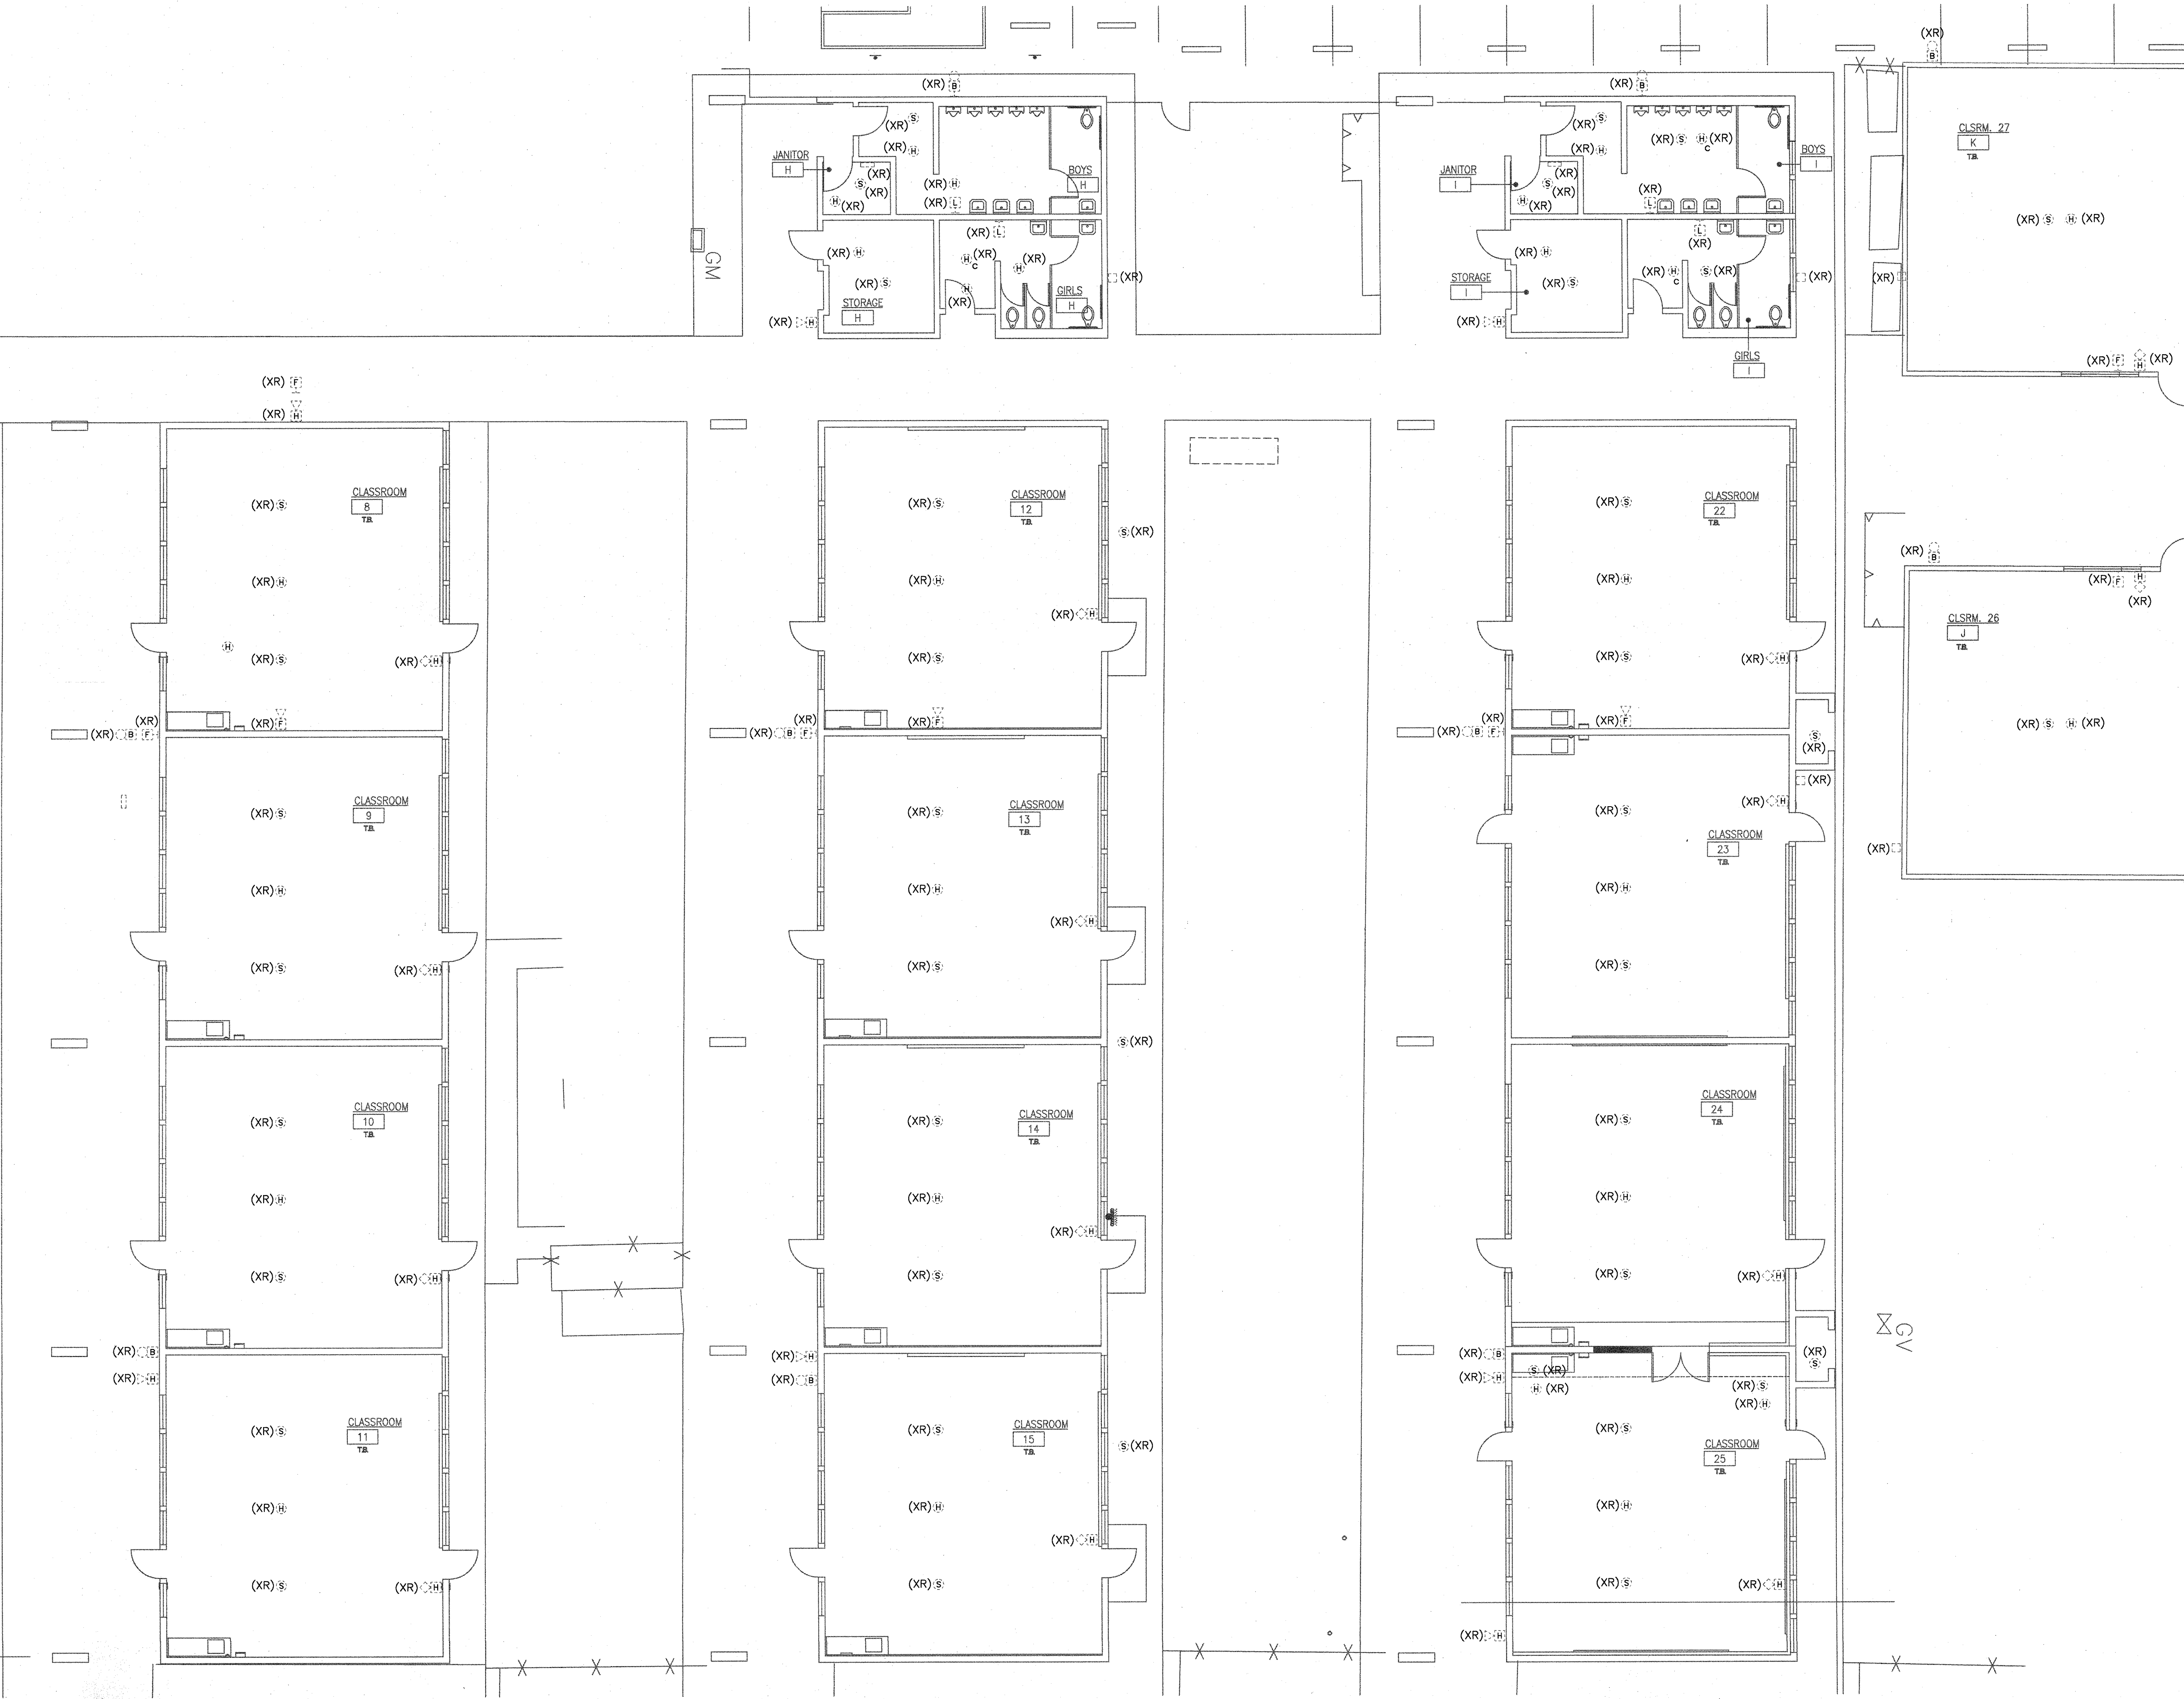 (XR)
B
(XR) B
(XR) B
(XR) S
(XR) H
JANITOR
H
(XR)
S (XR)
H (XR)
(XR) H
(XR) L
BOYS
H
(XR) L
(XR) H
(XR) S
STORAGE
H
(XR) H
H C (XR)
H (XR)
H
(XR)
GIRLS
H
(XR)
GM
(XR) S
(XR) H
JANITOR
I
(XR)
S (XR)
H (XR)
(XR) S H (XR)
C
BOYS
I
(XR)
L
L
(XR)
(XR) H
(XR) S
STORAGE
I
(XR) H
(XR) H
C
S (XR)
(XR)
GIRLS
I
CLSRM. 27
K
T.B.
(XR) S H (XR)
(XR)
(XR) F H (XR)
(XR) F
(XR) H
CLASSROOM
8
T.B.
(XR) S
(XR) H
H
(XR) S
(XR) H
(XR) F
(XR)
(XR) B F
CLASSROOM
9
T.B.
(XR) S
(XR) H
(XR) S
(XR) H
CLASSROOM
10
T.B.
(XR) S
(XR) H
(XR) S
(XR) H
(XR) B
(XR) H
CLASSROOM
11
T.B.
(XR) S
(XR) H
(XR) S
(XR) H
CLASSROOM
12
T.B.
(XR) S
S (XR)
(XR) H
(XR) H
(XR) S
(XR) F
(XR)
(XR) B F
CLASSROOM
13
T.B.
(XR) S
(XR) H
(XR) H
(XR) S
S (XR)
CLASSROOM
14
T.B.
(XR) S
(XR) H
(XR) H
(XR) S
(XR) H
(XR) B
CLASSROOM
15
T.B.
(XR) S
S (XR)
(XR) H
(XR) H
(XR) S
CLASSROOM
22
T.B.
(XR) S
(XR) H
(XR) S
(XR) H
(XR) F
(XR)
(XR) B F
S
(XR)
(XR)
CLASSROOM
23
T.B.
(XR) H
(XR) S
(XR) H
(XR) S
CLASSROOM
24
T.B.
(XR) S
(XR) H
(XR) S
(XR) H
(XR) B
(XR) H
(XR)
S
S (XR)
H (XR)
(XR) S
(XR) H
CLASSROOM
25
T.B.
(XR) S
(XR) H
(XR) S
(XR) H
(XR) H
(XR) B
(XR) F H
(XR)
CLSRM. 26
J
T.B.
(XR) S H (XR)
(XR)
GV